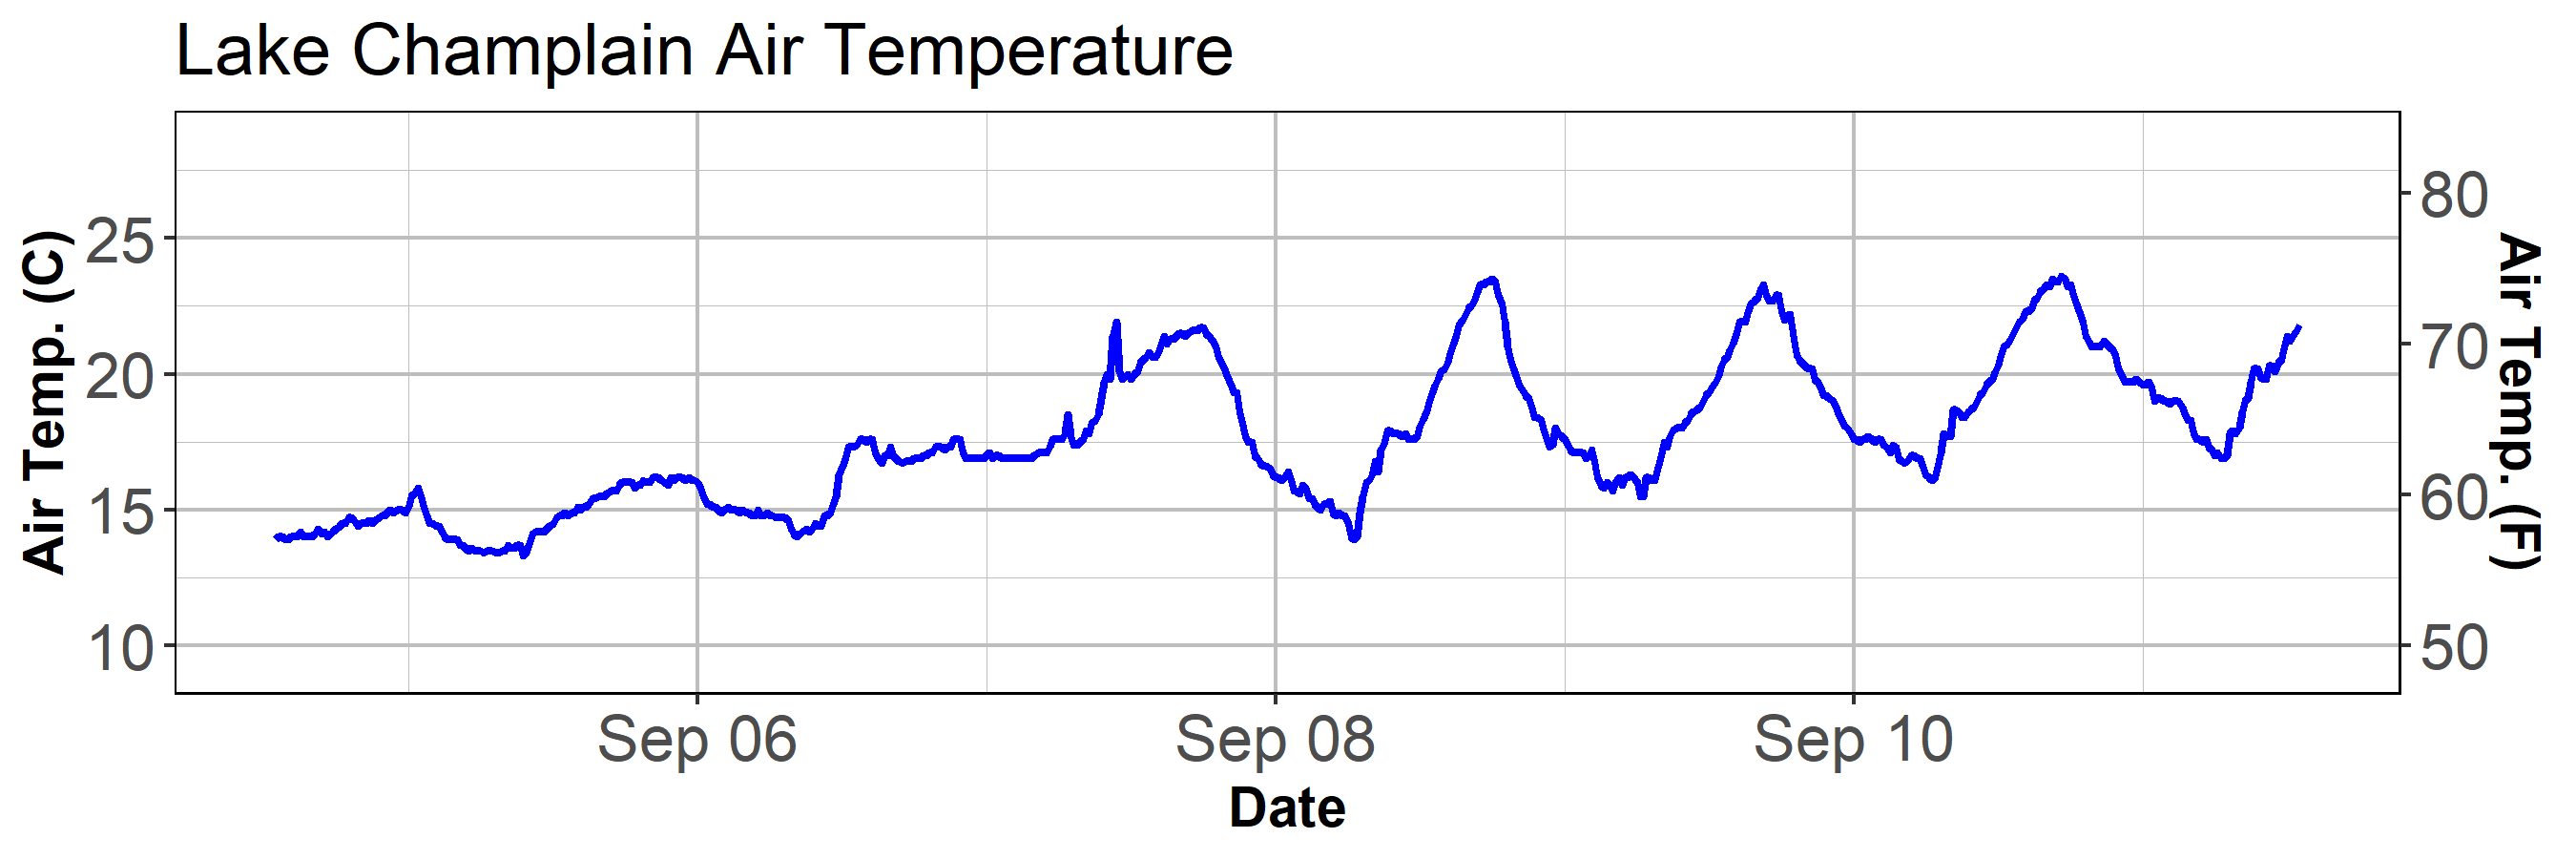 Lake Champlain Air Temperature
Air Temp. (C)
25
20
15
10
80
70
60
50
Air Temp. (F)
Sep 06 Sep 08 Sep 10
Date